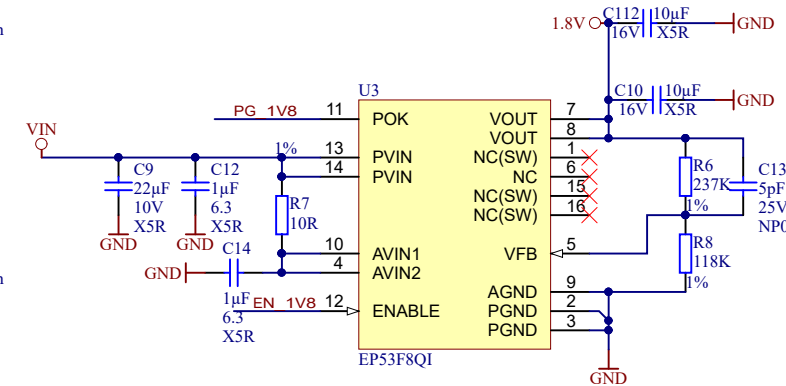 n
C112
10µF
1.8V
16V
X5R
GND
U3
C10
10µF
16V
X5R
GND
PG_1V8
11
POK
VOUT
7
VOUT
8
VIN
1%
13
PVIN
NC(SW)
1
14
PVIN
NC
6
C9
22µF
10V
X5R
GND
C12
1µF
6.3
X5R
GND
R7
10R
NC(SW)
15
NC(SW)
16
R6
237K
1%
C13
5pF
25V
NP0
C14
GND
1µF
6.3
X5R
10
AVIN1
VFB
5
4
AVIN2
R8
118K
1%
n
EN_1V8
12
ENABLE
AGND
9
PGND
2
PGND
3
EP53F8QI
GND